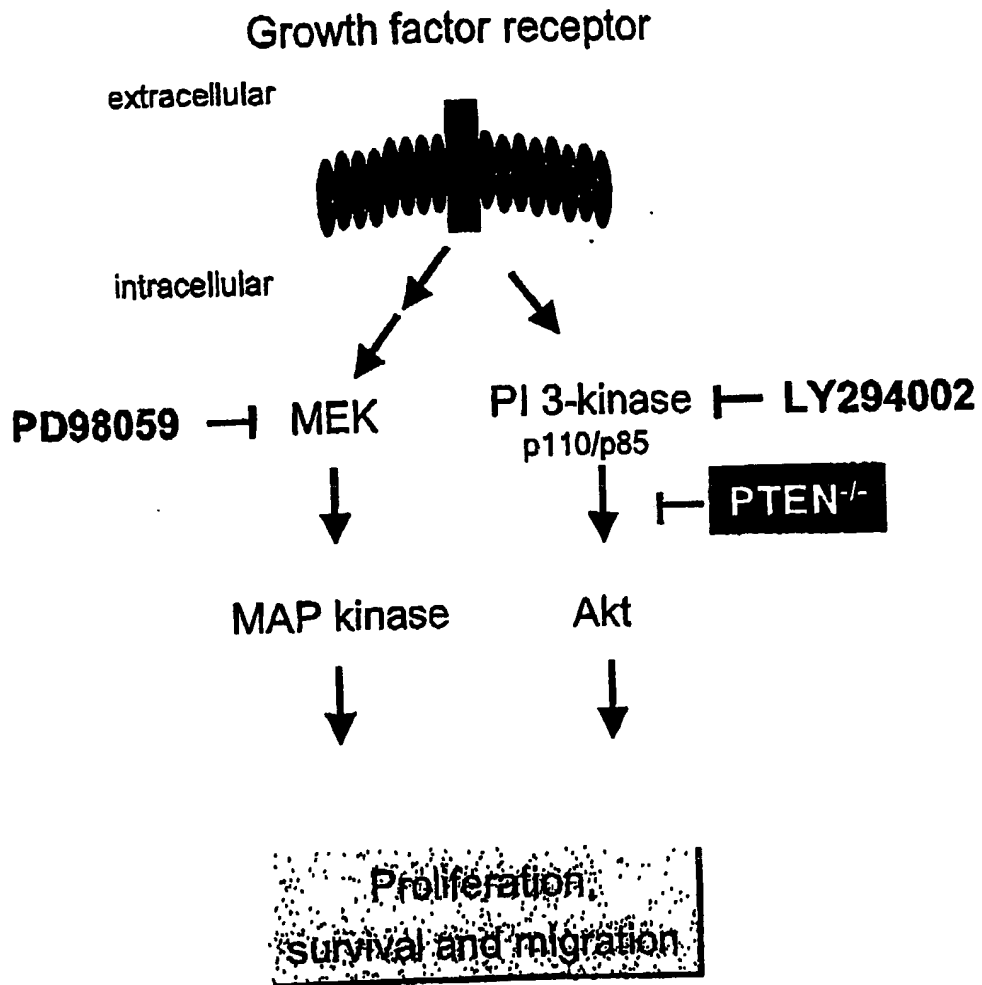 Growth factor receptor
extracellular
intracellular
PD98059
MEK
PI 3-kinase
p110/p85
LY294002
PTEN-/-
MAP kinase
Akt
Proliferation,
survival and migration